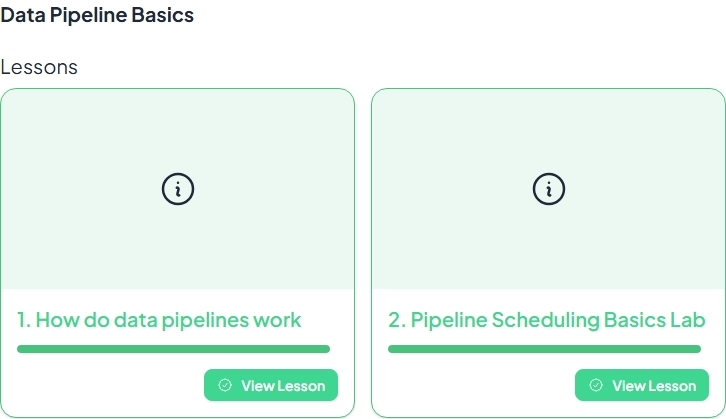 Data Pipeline Basics
Lessons
1. How do data pipelines work
2. Pipeline Scheduling Basics Lab
View Lesson
View Lesson